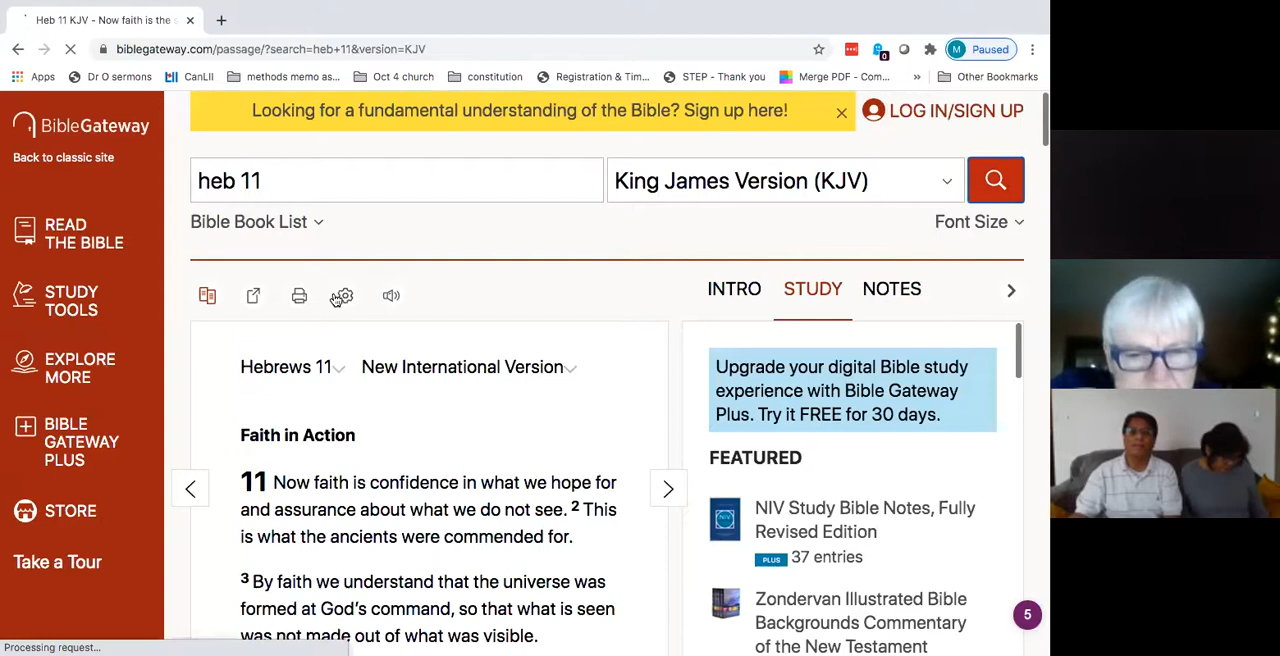 Heb 11 KJV - Now faith is the s
biblegateway.com/passage/?search=heb+11&version=KJV
0
M Paused
Apps Dr O sermons CanLII methods memo as... Oct 4 church constitution Registration & Tim... STEP - Thank you Merge PDF - Com... » Other Bookmarks
Looking for a fundamental understanding of the Bible? Sign up here!
LOG IN/SIGN UP
BibleGateway
Back to classic site
heb 11
King James Version (KJV)
Bible Book List
Font Size
READ
THE BIBLE
STUDY
TOOLS
EXPLORE
MORE
BIBLE
GATEWAY
PLUS
STORE
Take a Tour
INTRO STUDY NOTES
Hebrews 11 New International Version
Faith in Action
11 Now faith is confidence in what we hope for
and assurance about what we do not see. 2 This
is what the ancients were commended for.
3 By faith we understand that the universe was
formed at God's command, so that what is seen
was not made out of what was visible.
Upgrade your digital Bible study
experience with Bible Gateway
Plus. Try it FREE for 30 days.
FEATURED
NIV
NIV Study Bible Notes, Fully
Revised Edition
PLUS 37 entries
Zondervan Illustrated Bible
Backgrounds Commentary
of the New Testament
5
Processing request...